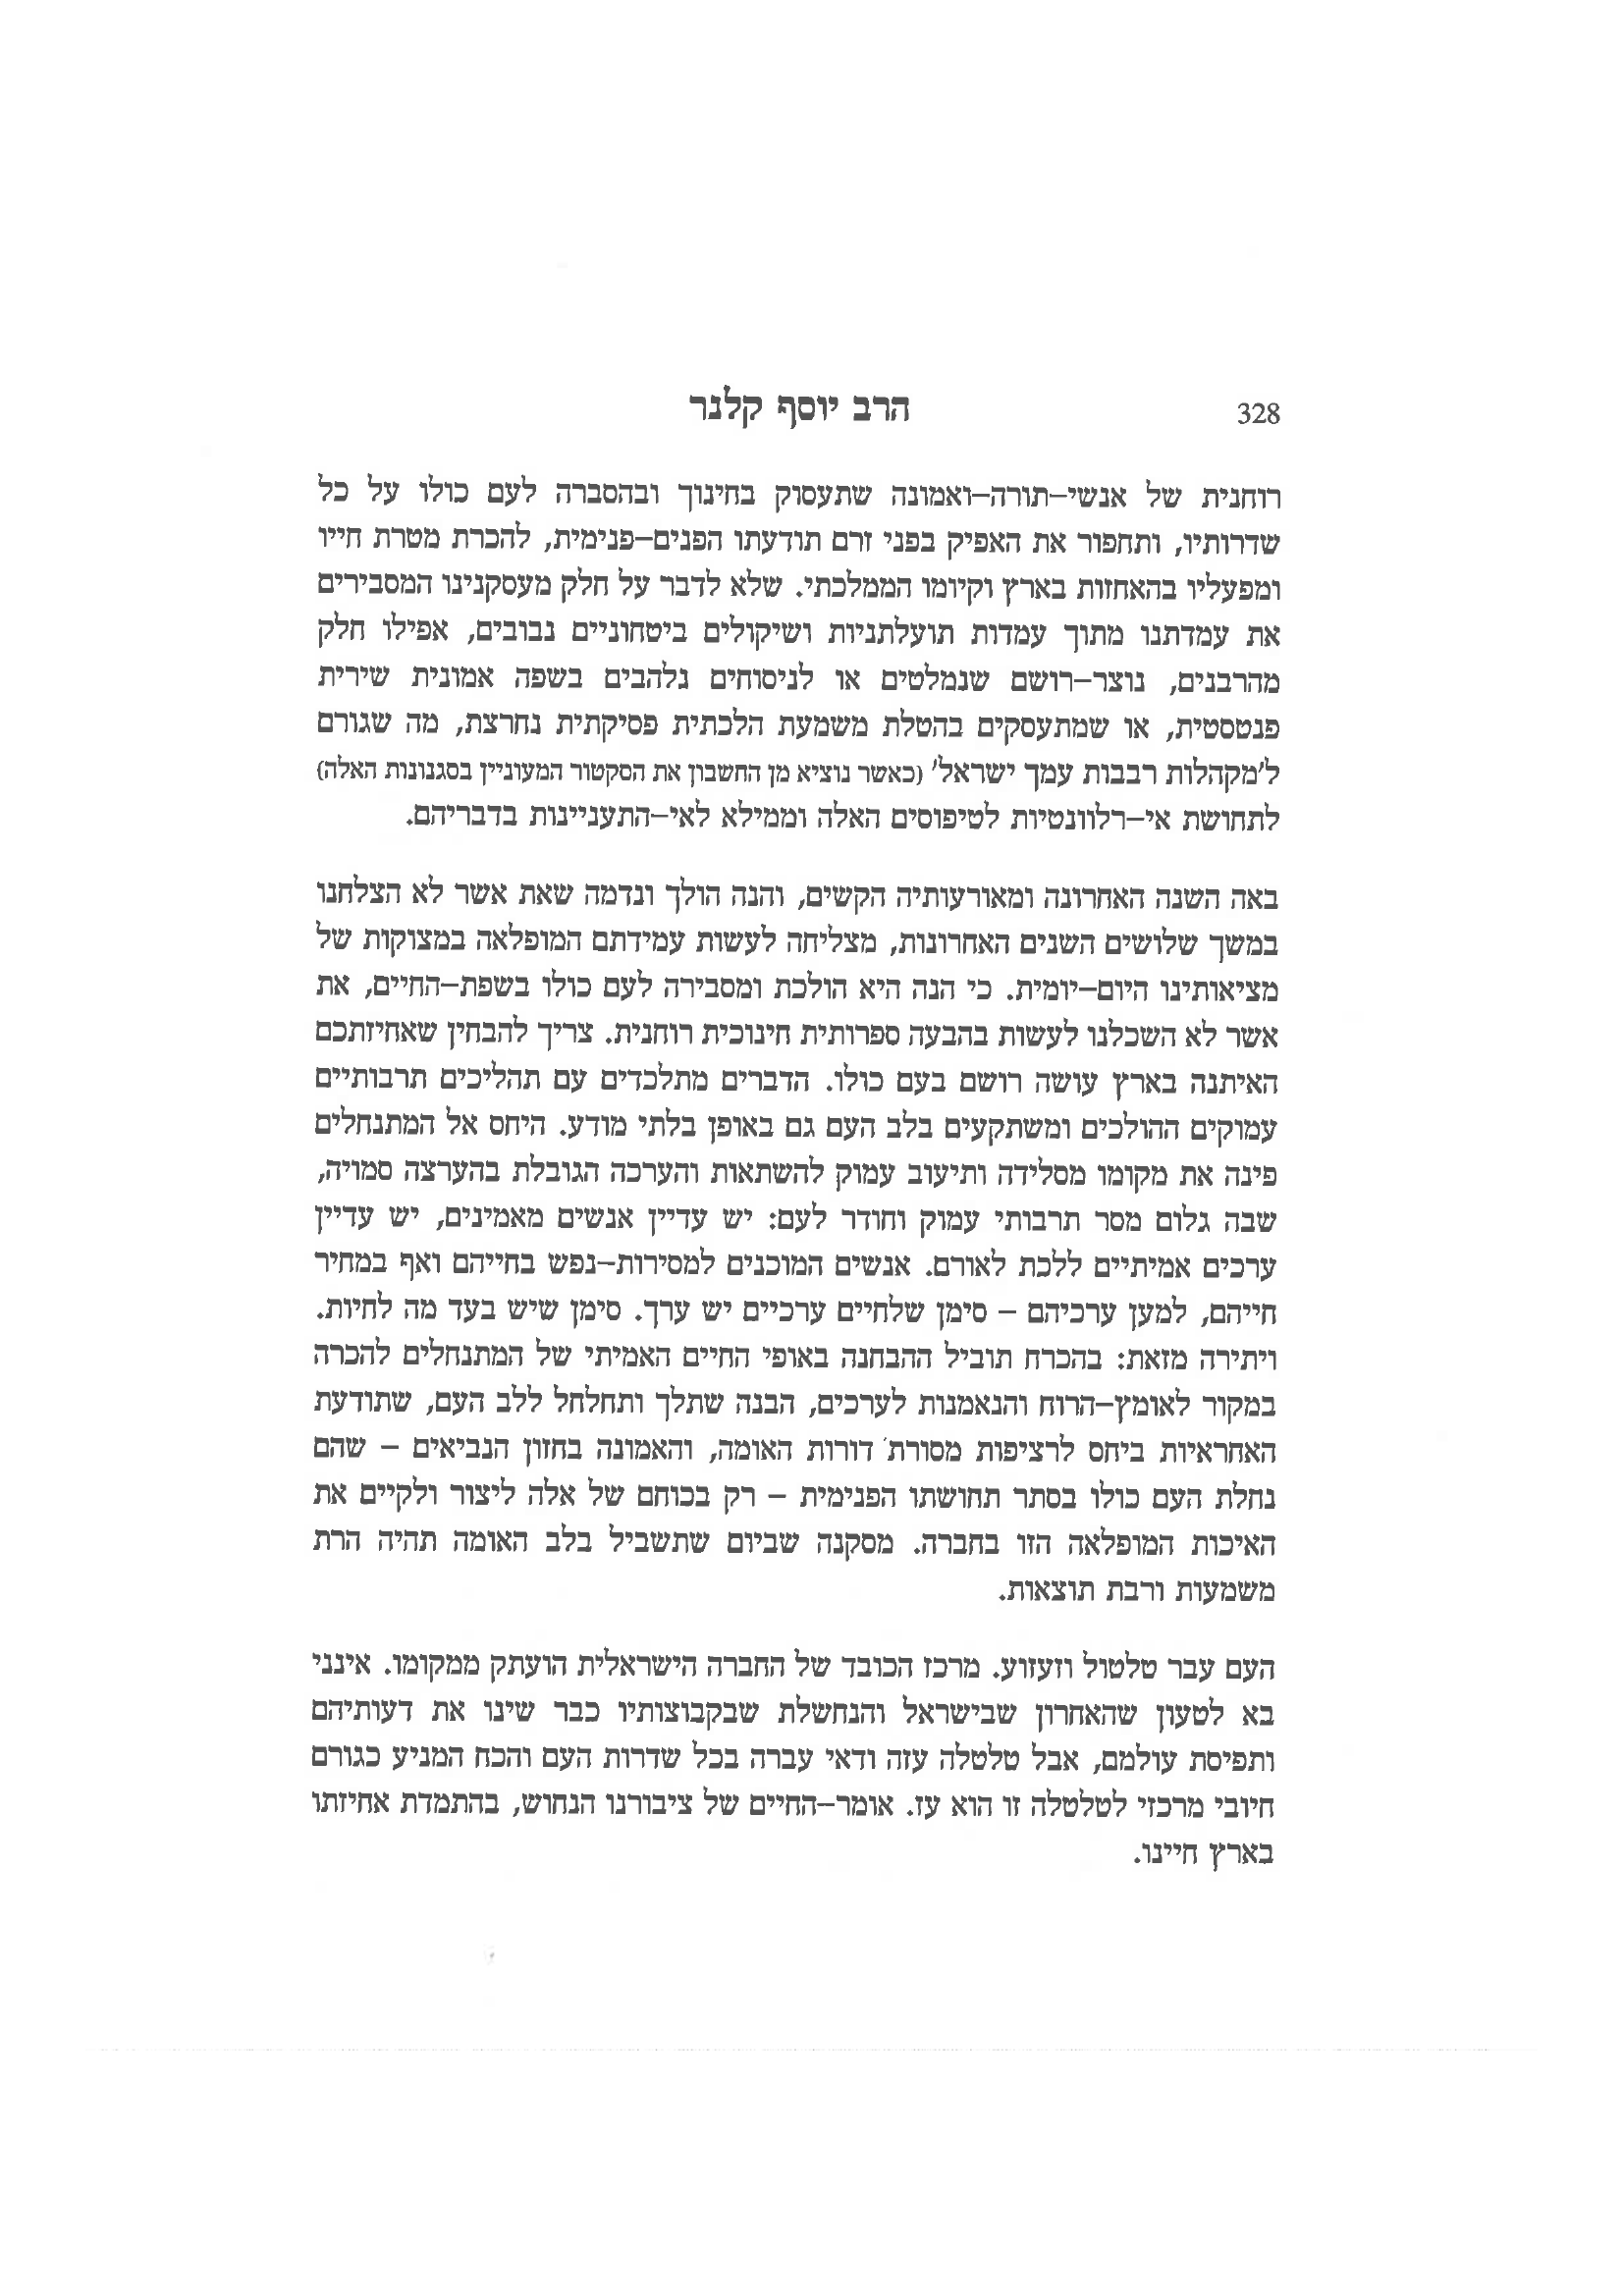 328 הרב יוסף קלנר
רוחנית של אנשי–תורה–ואמונה שתעסוק בחינוך ובהסברה לעם כולו על כל
שדרותיו, ותחפור את האפיק בפני זרם תודעתו הפנים–פנימית, להכרת מטרת חייו
ומפעליו בהאחזות בארץ וקיומו הממלכתי. שלא לדבר על חלק מעסקנינו המסבירים
את עמדתנו מתוך עמדות תועלתניות ושיקולים ביטחוניים נבובים, אפילו חלק
מהרבנים, נוצר–רושם שנמלטים או לניסוחים נלהבים בשפה אמונית שירית
פנטסטית, או שמתעסקים בהטלת משמעת הלכתית פסיקתית נחרצת, מה שגורם
ל'מקהלות רבבות עמך ישראל' (כאשר נוציא מן החשבון את הסקטור המעוניין בסגנונות האלה)
לתחושת אי–רלוונטיות לטיפוסים האלה וממילא לאי–התעניינות בדבריהם.
באה השנה האחרונה ומאורעותיה הקשים, והנה הולך ונדמה שאת אשר לא הצלחנו
במשך שלושים השנים האחרונות, מצליחה לעשות עמידתם המופלאה במצוקות של
מציאותינו היום–יומית. כי הנה היא הולכת ומסבירה לעם כולו בשפת–החיים, את
אשר לא השכלנו לעשות בהבעה ספרותית חינוכית רוחנית. צריך להבחין שאחיזתכם
האיתנה בארץ עושה רושם בעם כולו. הדברים מתלכדים עם תהליכים תרבותיים
עמוקים ההולכים ומשתקעים בלב העם גם באופן בלתי מודע. היחס אל המתנחלים
פינה את מקומו מסלידה ותיעוב עמוק להשתאות והערכה הגובלת בהערצה סמויה,
שבה גלום מסר תרבותי עמוק וחודר לעם: יש עדיין אנשים מאמינים, יש עדיין
ערכים אמיתיים ללכת לאורם. אנשים המוכנים למסירות–נפש בחייהם ואף במחיר
חייהם, למען ערכיהם – סימן שלחיים ערכיים יש ערך. סימן שיש בעד מה לחיות.
ויתירה מזאת: בהכרח תוביל ההבחנה באופי החיים האמיתי של המתנחלים להכרה
במקור לאומץ–הרוח והנאמנות לערכים, הבנה שתלך ותחלחל ללב העם, שתודעת
האחראיות ביחס לרציפות מסורת דורות האומה, והאמונה בחזון הנביאים – שהם
נחלת העם כולו בסתר תחושתו הפנימית – רק בכוחם של אלה ליצור ולקיים את
האיכות המופלאה הזו בחברה. מסקנה שביום שתשביל בלב האומה תהיה הרת
משמעות ורבת תוצאות.
העם עבר טלטול וזעזוע. מרכז הכובד של החברה הישראלית הועתק ממקומו. אינני
בא לטעון שהאחרון שבישראל והנחשלת שבקבוצותיו כבר שינו את דעותיהם
ותפיסת עולמם, אבל טלטלה עזה ודאי עברה בכל שדרות העם והכח המניע כגורם
חיובי מרכזי לטלטלה זו הוא עז. אומר–החיים של ציבורנו הנחוש, בהתמדת אחיזתו
בארץ חיינו.